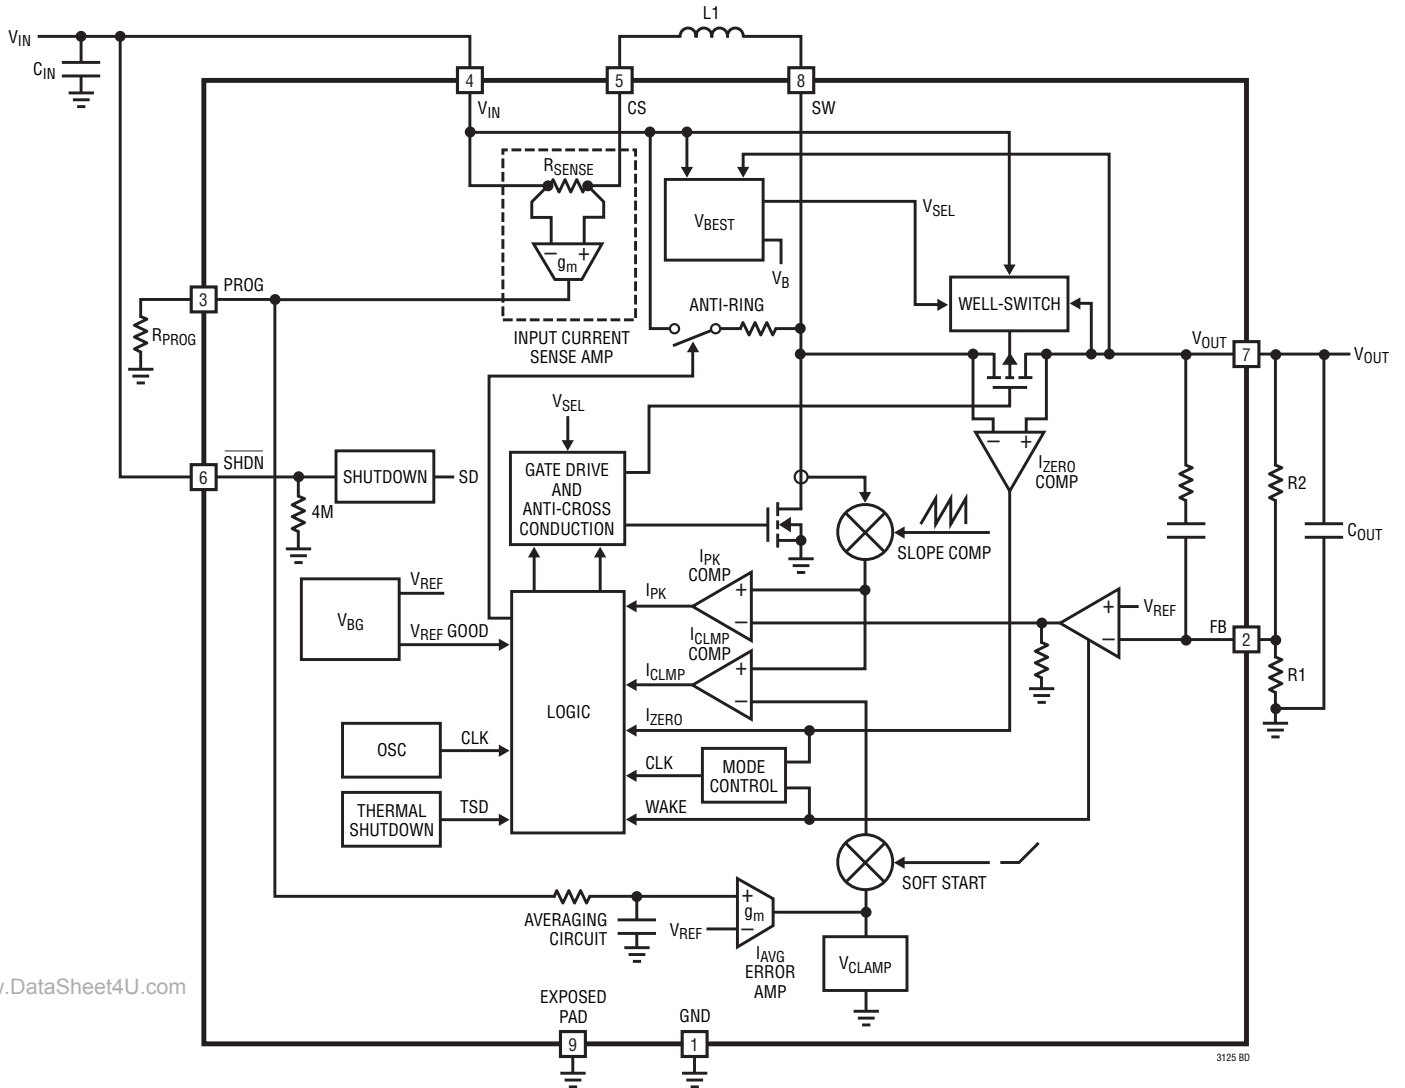 L1
VIN
CIN
4
5
8
VIN
CS
SW
RSENSE
− +
gm
INPUT CURRENT
SENSE AMP
VBEST
VSEL
VB
WELL-SWITCH
ANTI-RING
3
PROG
RPROG
VOUT
7
VOUT
VSEL
− +
IZERO
COMP
6
SHDN
SHUTDOWN
SD
4M
GATE DRIVE
AND
ANTI-CROSS
CONDUCTION
R2
COUT
SLOPE COMP
IPK
COMP
VBG
VREF
VREF GOOD
IPK
+
−
ICLMP
COMP
+
−
VREF
FB
2
R1
ICLMP
+
−
LOGIC
IZERO
OSC
CLK
CLK
MODE
CONTROL
THERMAL
SHUTDOWN
TSD
WAKE
SOFT START
AVERAGING
CIRCUIT
+
gm
−
VREF
IAVG
ERROR
AMP
VCLAMP
w.DataSheet4U.com
EXPOSED
PAD
9
GND
1
3125 BD